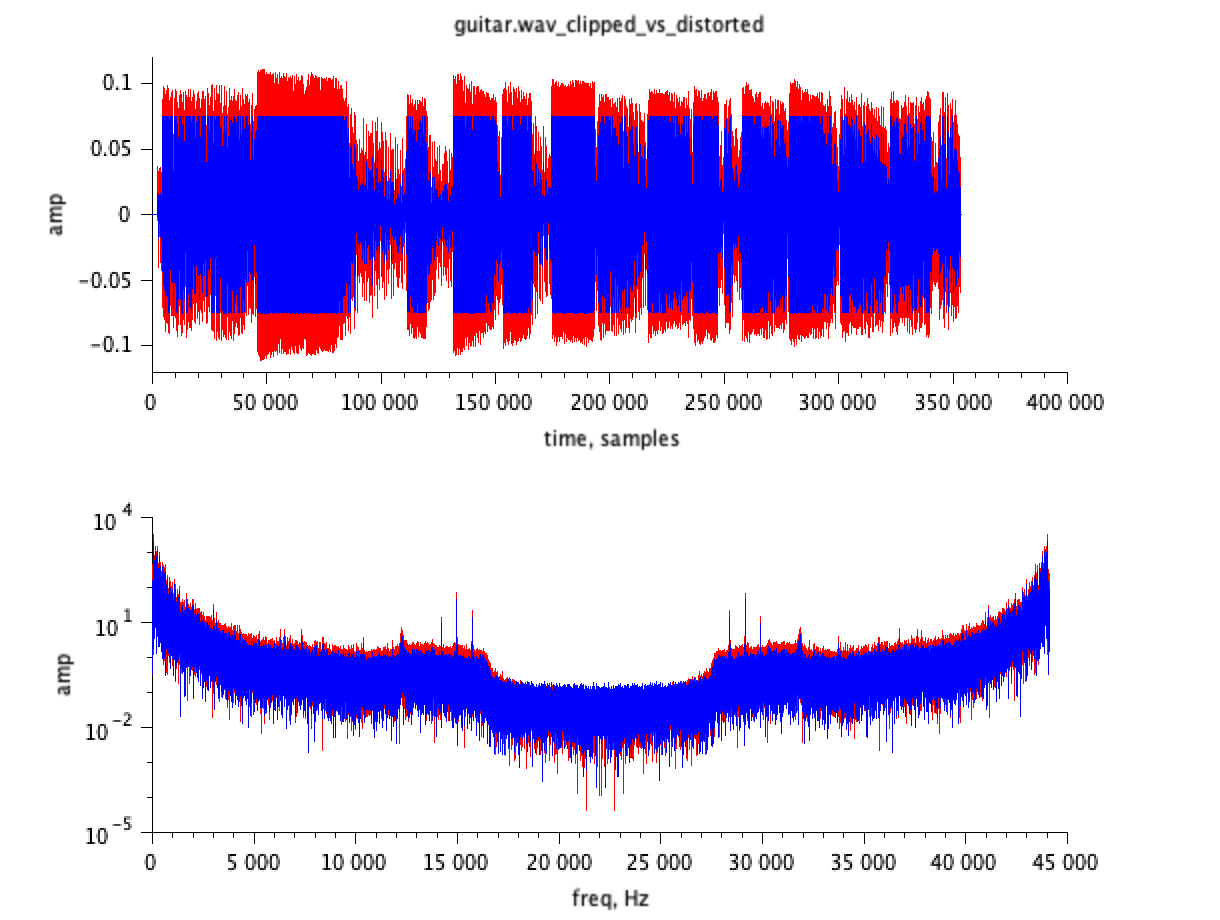 guitar.wav_clipped_vs_distorted
0.1
0.05
0
-0.05
-0.1
amp
0 50 000 100 000 150 000 200 000 250 000 300 000 350 000 400 000
time, samples
10^4
10^1
10^-2
10^-5
amp
0 5 000 10 000 15 000 20 000 25 000 30 000 35 000 40 000 45 000
freq, Hz